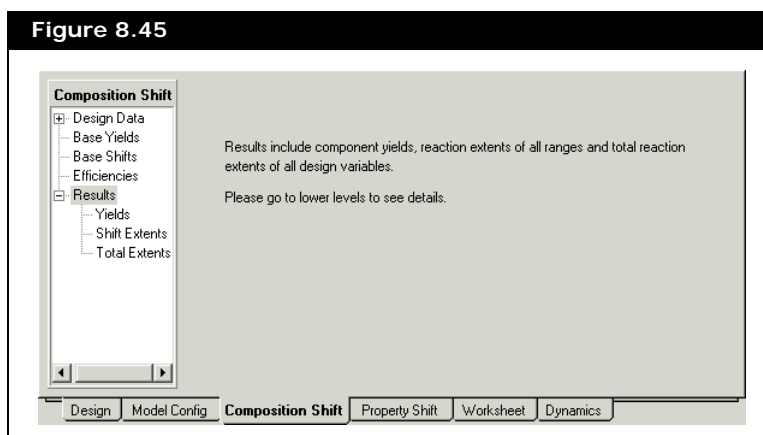 Figure 8.45
Composition Shift
Design Data
Base Yields
Base Shifts
Efficiencies
Results
Yields
Shift Extents
Total Extents
Results include component yields, reaction extents of all ranges and total reaction
extents of all design variables.
Please go to lower levels to see details.
Design Model Config Composition Shift Property Shift Worksheet Dynamics